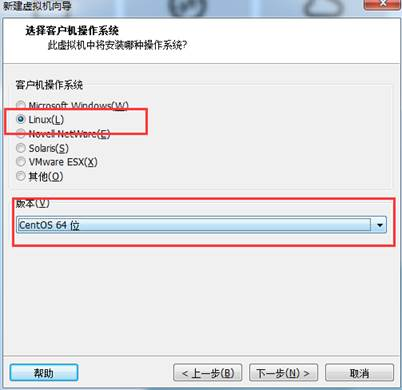 新建虚拟机向导
选择客户机操作系统
此虚拟机中将安装哪种操作系统?
客户机操作系统
Microsoft Windows(W)
Linux(L)
Novell NetWare(E)
Solaris(S)
VMware ESX(X)
其他(O)
版本(V)
CentOS 64 位
帮助
< 上一步(B)
下一步(N) >
取消